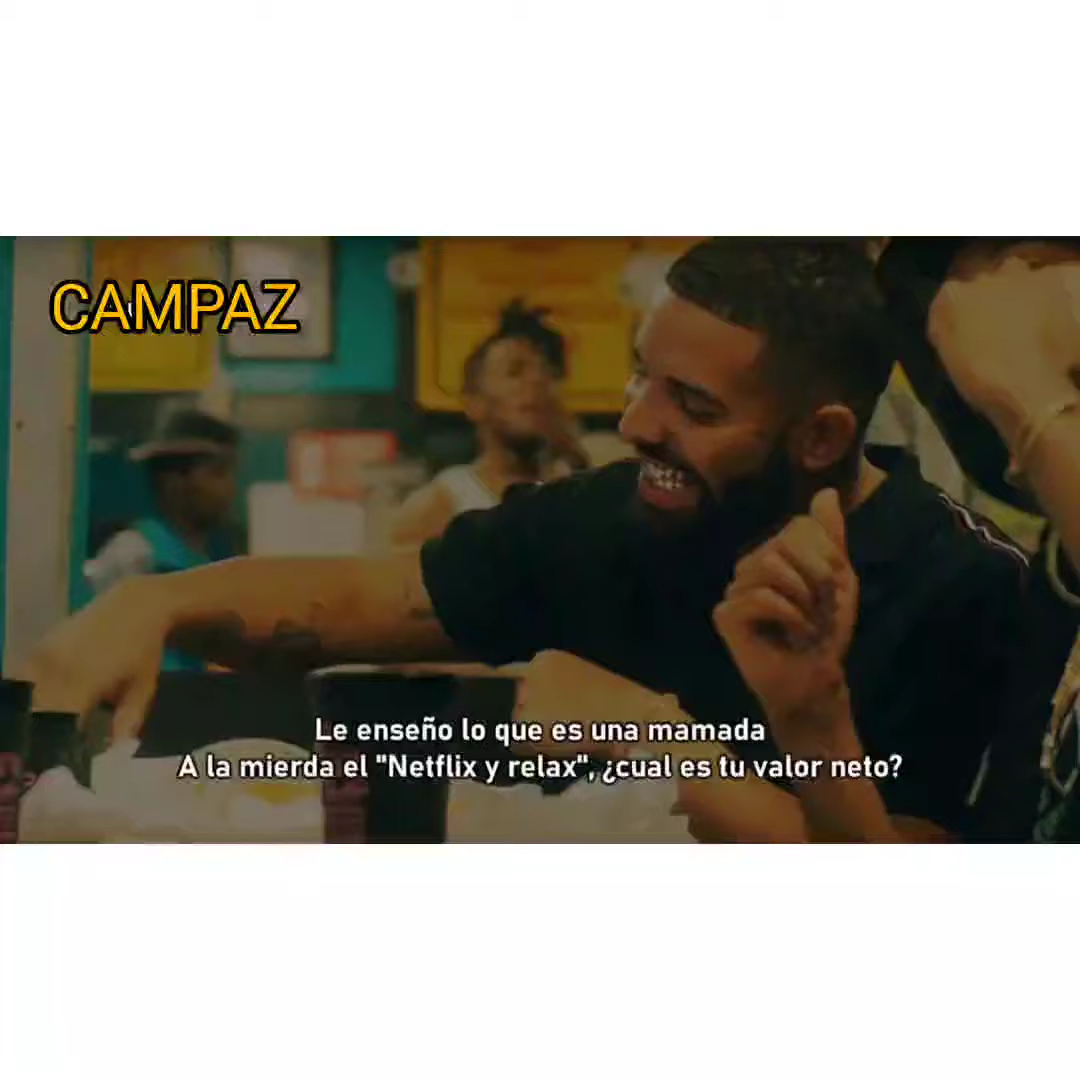 CAMPAZ
Le enseño lo que es una mamada
A la mierda el "Netflix y relax", ¿cual es tu valor neto?